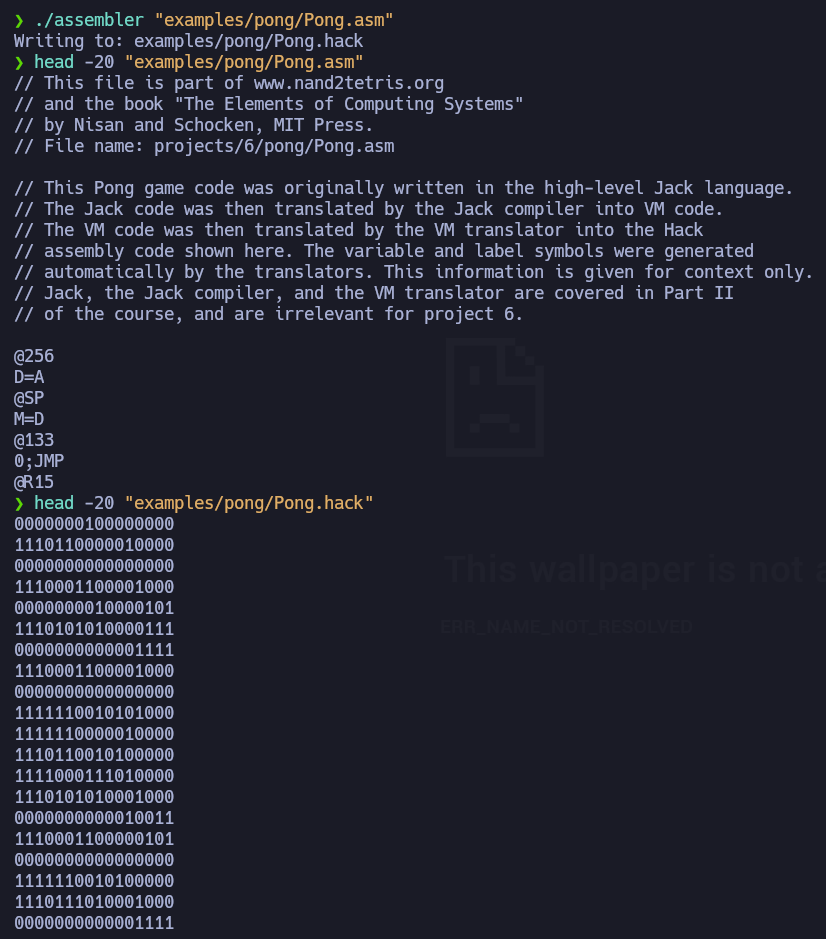 ❯ ./assembler "examples/pong/Pong.asm"
Writing to: examples/pong/Pong.hack
❯ head -20 "examples/pong/Pong.asm"
// This file is part of www.nand2tetris.org
// and the book "The Elements of Computing Systems"
// by Nisan and Schocken, MIT Press.
// File name: projects/6/pong/Pong.asm

// This Pong game code was originally written in the high-level Jack language.
// The Jack code was then translated by the Jack compiler into VM code.
// The VM code was then translated by the VM translator into the Hack
// assembly code shown here. The variable and label symbols were generated
// automatically by the translators. This information is given for context only.
// Jack, the Jack compiler, and the VM translator are covered in Part II
// of the course, and are irrelevant for project 6.

@256
D=A
@SP
M=D
@133
0;JMP
@R15
❯ head -20 "examples/pong/Pong.hack"
0000000100000000
1110110000010000
0000000000000000
1110001100001000
0000000010000101
1110101010000111
0000000000001111
1110001100001000
0000000000000000
1111110010101000
1111110000010000
1110110010100000
1111000111010000
1110101010001000
0000000000010011
1110001100000101
0000000000000000
1111110010100000
1110111010001000
0000000000001111
This wallpaper is not a
ERR_NAME_NOT_RESOLVED